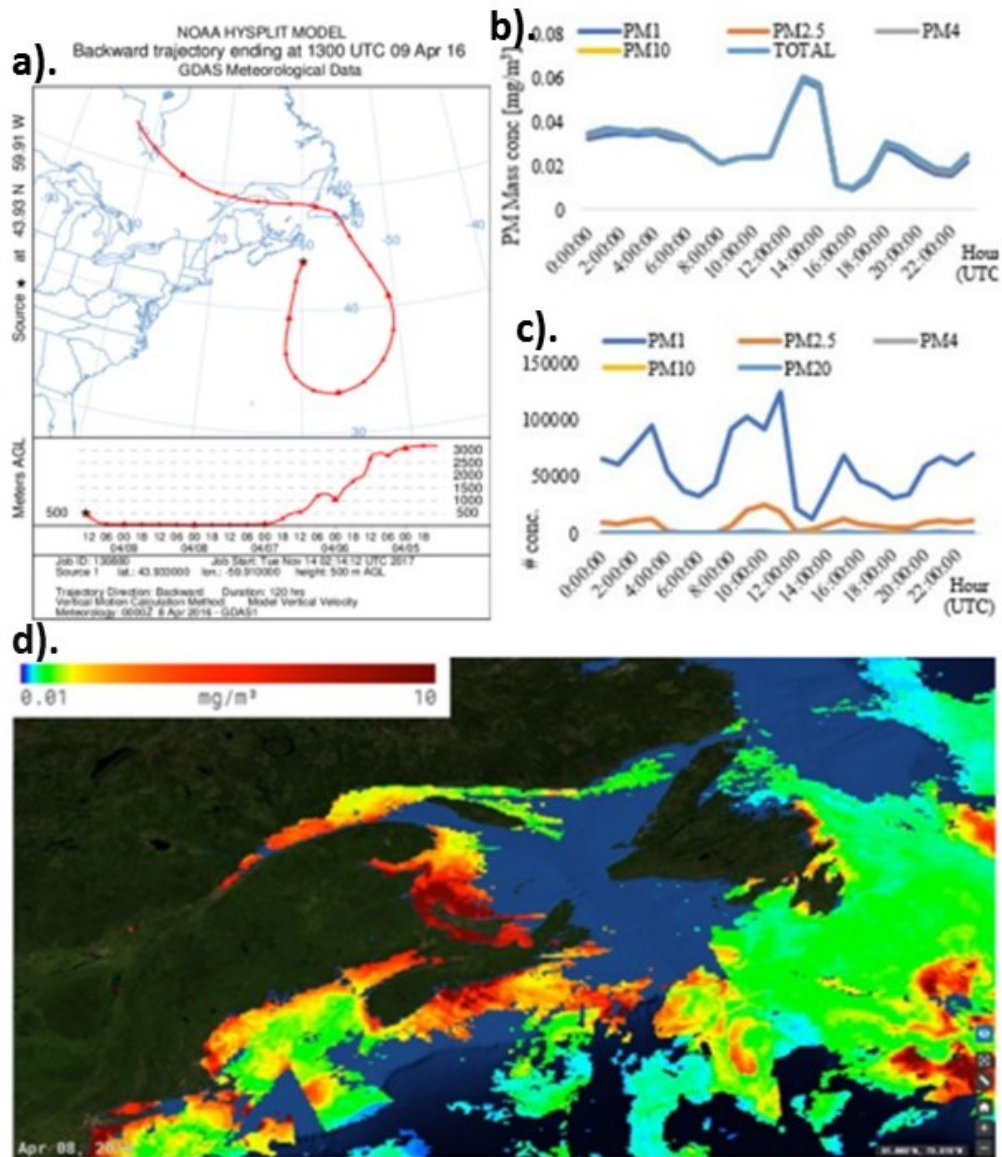 a).
NOAA HYSPLIT MODEL
Backward trajectory ending at 1300 UTC 09 Apr 16
GDAS Meteorological Data
Source ★ at 43.93 N 59.91 W
-90
-80
-70
-60
-50
-40
40
30
Meters AGL
500
3000
2500
2000
1500
1000
500
12 06 00 18 12 06 00 18 12 06 00 18 12 06 00 18 12 06 00 18
04/09 04/08 04/07 04/06 04/05
Job ID: 130880 Job Start: Tue Nov 14 02:14:12 UTC 2017
Source 1 lat.: 43.930000 lon.: -59.910000 height: 500 m AGL
Trajectory Direction: Backward Duration: 120 hrs
Vertical Motion Calculation Method: Model Vertical Velocity
Meteorology: 0000Z 8 Apr 2016 - GDAS1
b).
PM1 PM2.5 PM4
PM10 TOTAL
PM Mass conc [mg/m³]
0.08
0.06
0.04
0.02
0
0:00:00 2:00:00 4:00:00 6:00:00 8:00:00 10:00:00 12:00:00 14:00:00 16:00:00 18:00:00 20:00:00 22:00:00
Hour
(UTC
c).
PM1 PM2.5 PM4
PM10 PM20
# conc.
150000
100000
50000
0
0:00:00 2:00:00 4:00:00 6:00:00 8:00:00 10:00:00 12:00:00 14:00:00 16:00:00 18:00:00 20:00:00 22:00:00
Hour
(UTC)
d).
0.01 mg/m³ 10
Apr 08,